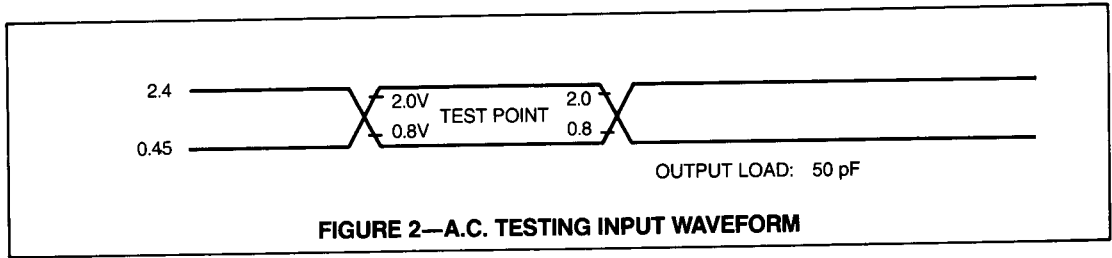 2.4
2.0V TEST POINT 2.0
0.8V 0.8
0.45
OUTPUT LOAD: 50 pF
FIGURE 2—A.C. TESTING INPUT WAVEFORM